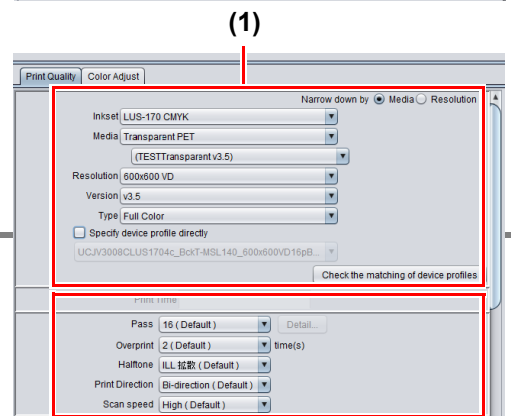 (1)
Print Quality Color Adjust
Narrow down by Media Resolution
Inkset LUS-170 CMYK
Media Transparent PET
(TESTTransparent v3.5)
Resolution 600x600 VD
Version v3.5
Type Full Color
Specify device profile directly
UCJV3008CLUS1704c_BckT-MSL140_600x600VD16pB...
Check the matching of device profiles
Print Time
Pass 16 ( Default ) Detail...
Overprint 2 ( Default ) time(s)
Halftone ILL 拡散 ( Default )
Print Direction Bi-direction ( Default )
Scan speed High ( Default )